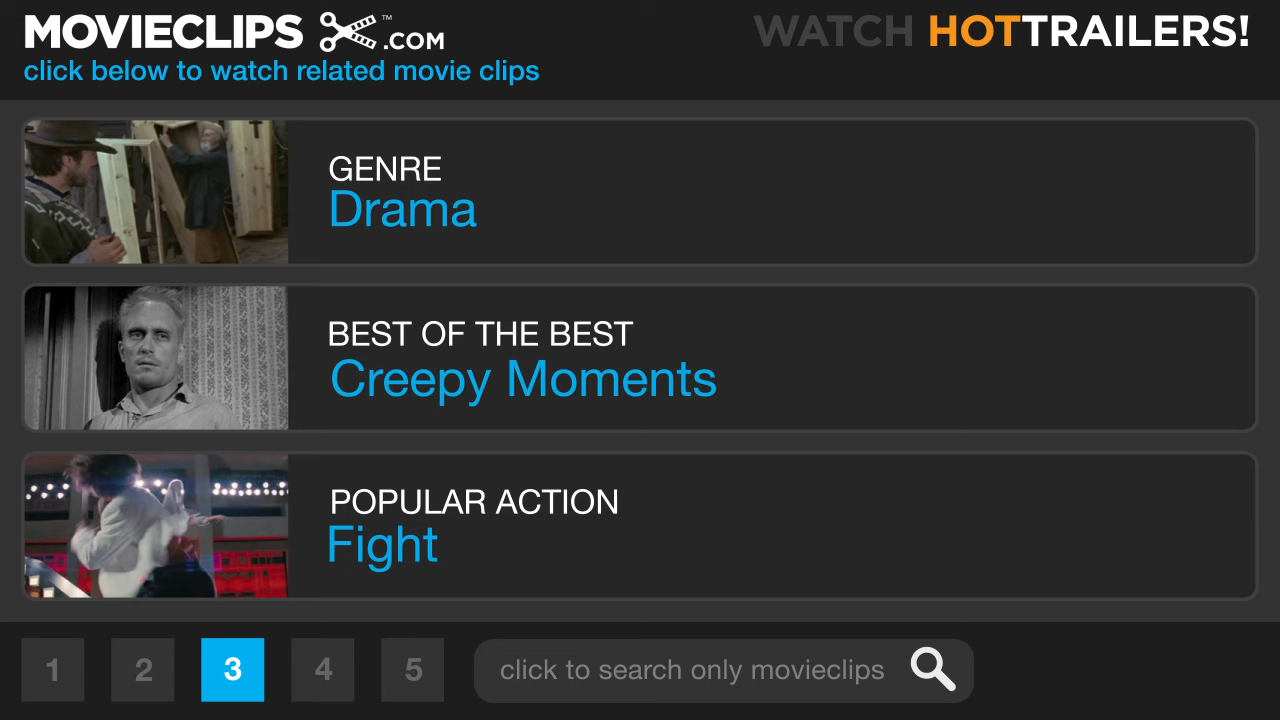 MOVIECLIPS ™ .COM
WATCH HOTTRAILERS!
click below to watch related movie clips
GENRE
Drama
BEST OF THE BEST
Creepy Moments
POPULAR ACTION
Fight
1 2 3 4 5 click to search only movieclips